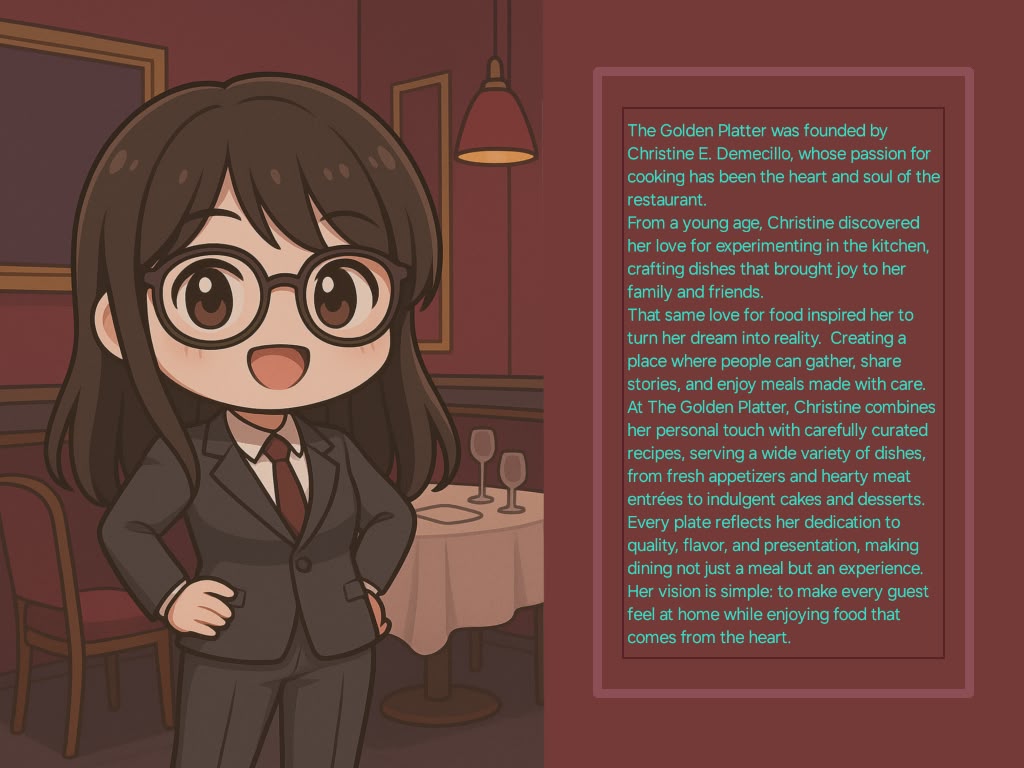 The Golden Platter was founded by
Christine E. Demecillo, whose passion for
cooking has been the heart and soul of the
restaurant.
From a young age, Christine discovered
her love for experimenting in the kitchen,
crafting dishes that brought joy to her
family and friends.
That same love for food inspired her to
turn her dream into reality.  Creating a
place where people can gather, share
stories, and enjoy meals made with care.
At The Golden Platter, Christine combines
her personal touch with carefully curated
recipes, serving a wide variety of dishes,
from fresh appetizers and hearty meat
entrées to indulgent cakes and desserts.
Every plate reflects her dedication to
quality, flavor, and presentation, making
dining not just a meal but an experience.
Her vision is simple: to make every guest
feel at home while enjoying food that
comes from the heart.